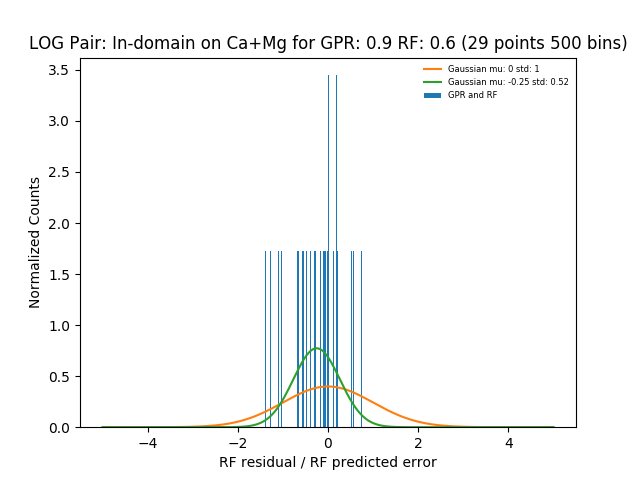 LOG Pair: In-domain on Ca+Mg for GPR: 0.9 RF: 0.6 (29 points 500 bins)
Gaussian mu: 0 std: 1
Gaussian mu: -0.25 std: 0.52
GPR and RF
Normalized Counts
3.5
3.0
2.5
2.0
1.5
1.0
0.5
0.0
−4 −2 0 2 4
RF residual / RF predicted error